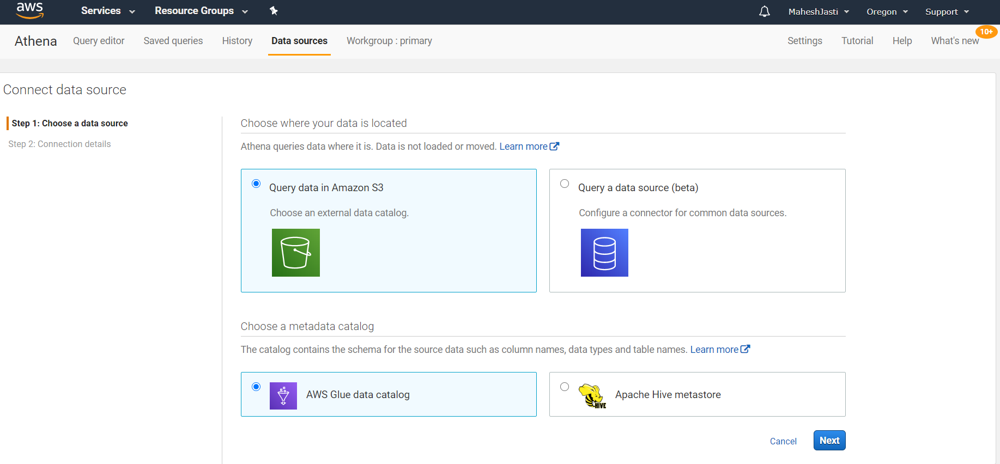 aws Services Resource Groups MaheshJasti Oregon Support
Athena Query editor Saved queries History Data sources Workgroup : primary Settings Tutorial Help What's new 10+
Connect data source
Step 1: Choose a data source
Step 2: Connection details
Choose where your data is located
Athena queries data where it is. Data is not loaded or moved. Learn more
Query data in Amazon S3
Choose an external data catalog.
Query a data source (beta)
Configure a connector for common data sources.
Choose a metadata catalog
The catalog contains the schema for the source data such as column names, data types and table names. Learn more
AWS Glue data catalog
HIVE
Apache Hive metastore
Cancel Next